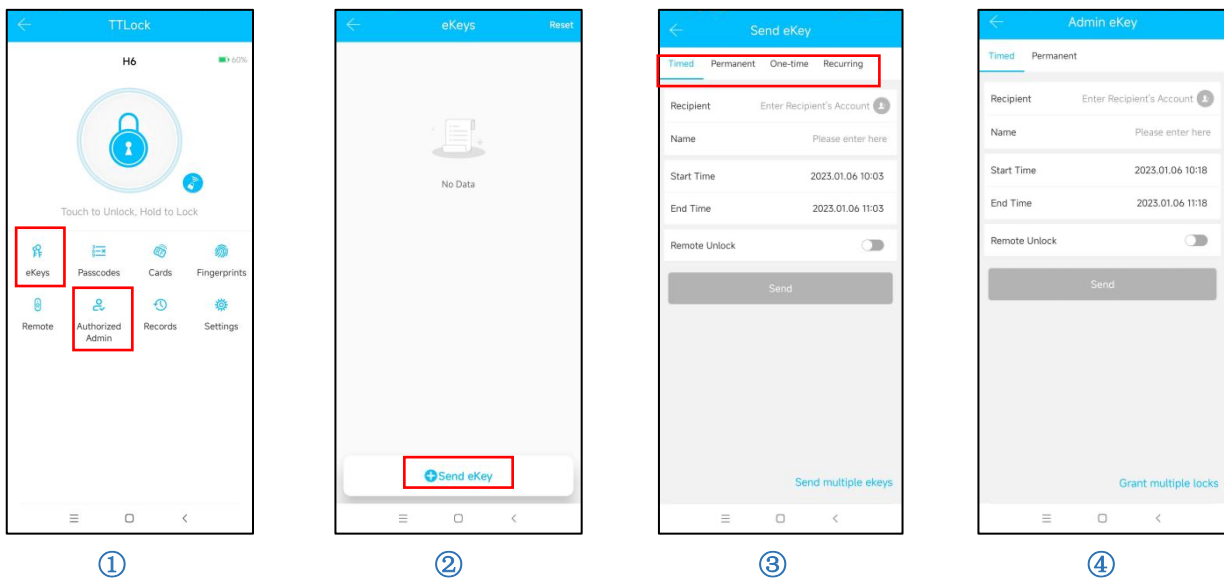 TTLock
H6
60%
Touch to Unlock, Hold to Lock
eKeys
Passcodes
Cards
Fingerprints
Remote
Authorized
Admin
Records
Settings
①
eKeys
Reset
No Data
Send eKey
②
Send eKey
Timed
Permanent
One-time
Recurring
Recipient
Enter Recipient's Account
Name
Please enter here
Start Time
2023.01.06 10:03
End Time
2023.01.06 11:03
Remote Unlock
Send
Send multiple ekeys
③
Admin eKey
Timed
Permanent
Recipient
Enter Recipient's Account
Name
Please enter here
Start Time
2023.01.06 10:18
End Time
2023.01.06 11:18
Remote Unlock
Send
Grant multiple locks
④